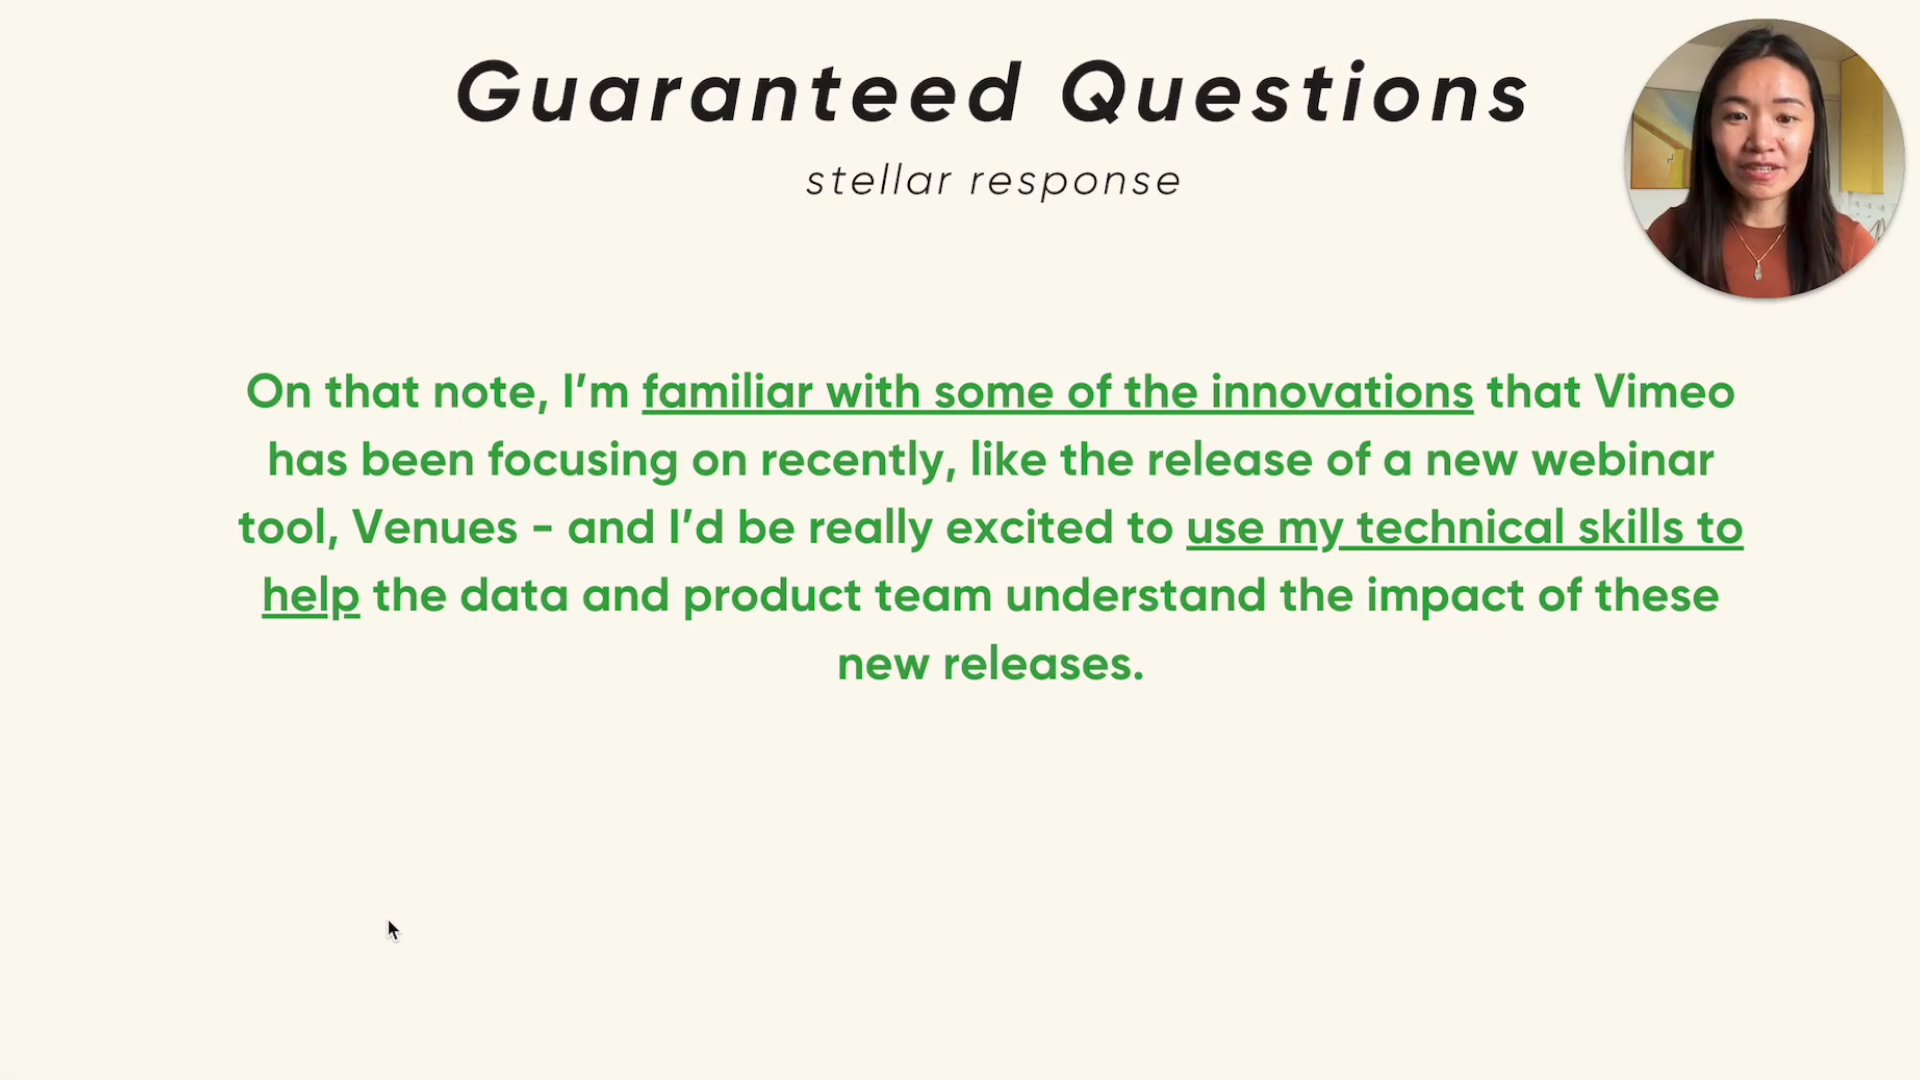 Guaranteed Questions
stellar response
On that note, I’m familiar with some of the innovations that Vimeo
has been focusing on recently, like the release of a new webinar
tool, Venues - and I’d be really excited to use my technical skills to
help the data and product team understand the impact of these
new releases.